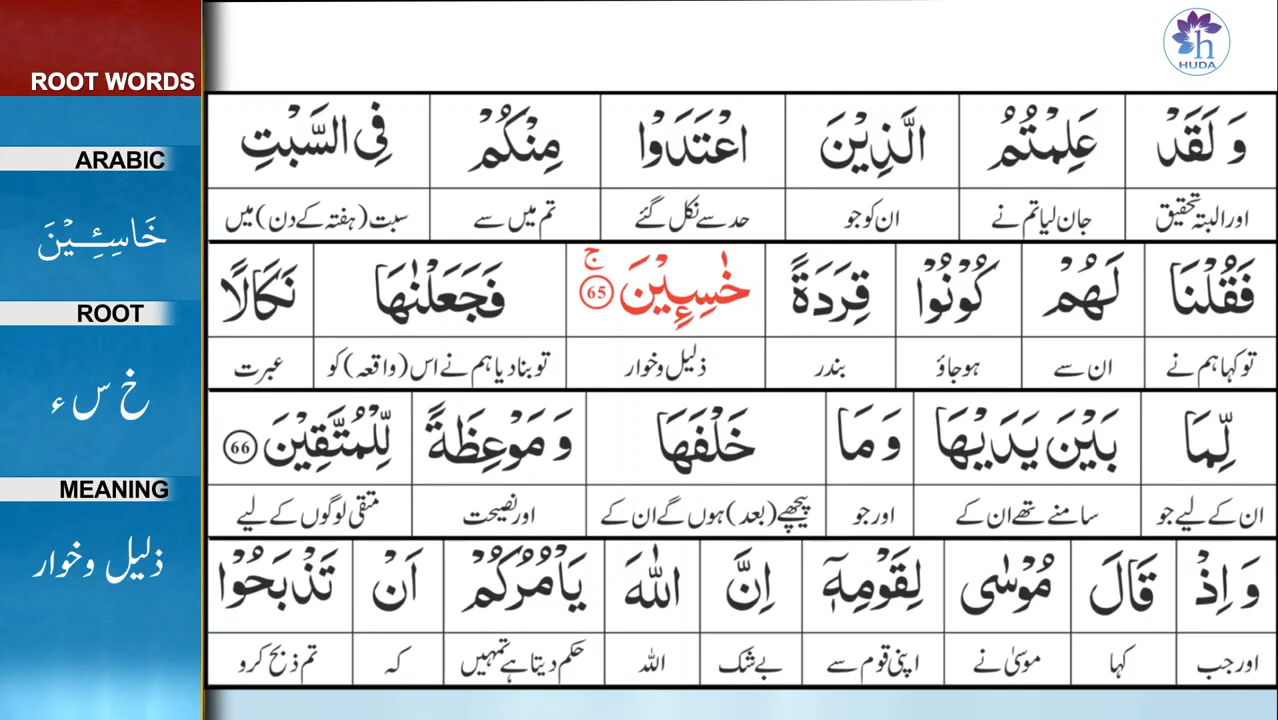 ROOT WORDS
ARABIC
خَاسِئِيْنَ
ROOT
خ س ء
MEANING
ذلیل وخوار
h
HUDA
وَ لَقَدْ عَلِمْتُمُ الَّذِيْنَ اعْتَدَوْا مِنْكُمْ فِى السَّبْتِ
اور البتہ تحقیق جان لیا تم نے ان کو جو حد سے نکل گئے تم میں سے سبت (ہفتہ کے دن) میں
فَقُلْنَا لَهُمْ كُوْنُوْا قِرَدَةً خٰسِـِٕيْنَ ۚ 65 فَجَعَلْنٰهَا نَكَالًا
تو کہا ہم نے ان سے ہو جاؤ بندر ذلیل وخوار تو بنا دیا ہم نے اس (واقعہ) کو عبرت
لِّمَا بَيْنَ يَدَيْهَا وَ مَا خَلْفَهَا وَ مَوْعِظَةً لِّلْمُتَّقِيْنَ 66
ان کے لیے جو سامنے تھے ان کے اور جو پیچھے (بعد) ہوں گے ان کے اور نصیحت متقی لوگوں کے لیے
وَ اِذْ قَالَ مُوْسٰى لِقَوْمِهٖۤ اِنَّ اللّٰهَ يَاْمُرُكُمْ اَنْ تَذْبَحُوْا
اور جب کہا موسیٰ نے اپنی قوم سے بے شک اللہ حکم دیتا ہے تمہیں کہ تم ذبح کرو